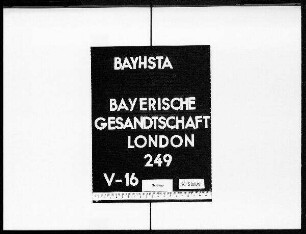 BAYHSTA
BAYERISCHE
GESANDTSCHAFT
LONDON
249
V-16